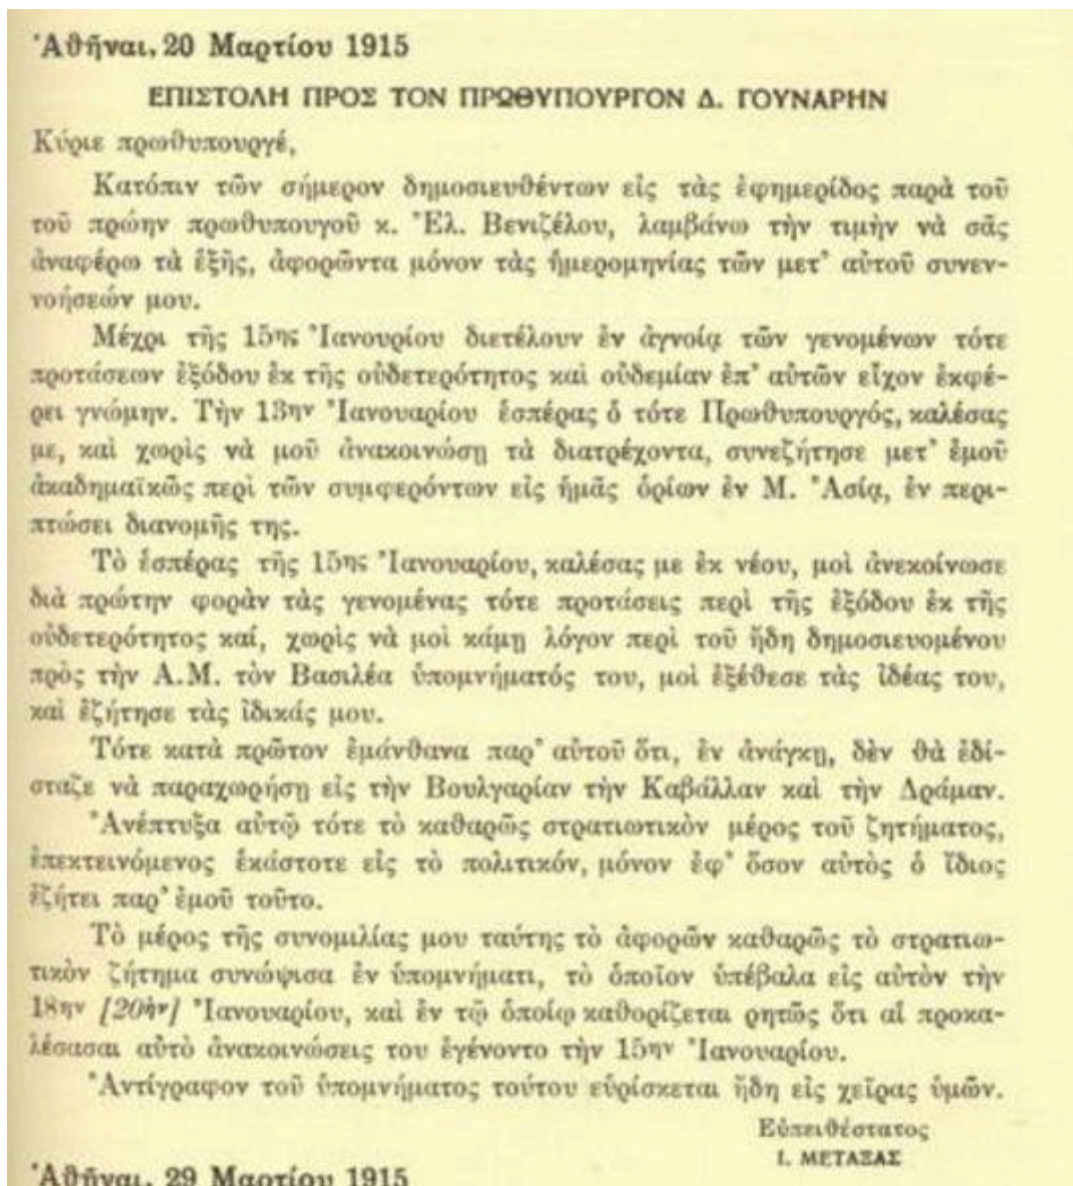 Ἀθῆναι, 20 Μαρτίου 1915
ΕΠΙΣΤΟΛΗ ΠΡΟΣ ΤΟΝ ΠΡΩΘΥΠΟΥΡΓΟΝ Δ. ΓΟΥΝΑΡΗΝ
Κύριε πρωθυπουργέ,
Κατόπιν τῶν σήμερον δημοσιευθέντων εἰς τὰς ἐφημερίδος παρὰ τοῦ
τοῦ πρώην πρωθυπουγοῦ κ. Ἐλ. Βενιζέλου, λαμβάνω τὴν τιμὴν νὰ σᾶς
ἀναφέρω τὰ ἑξῆς, ἀφορῶντα μόνον τὰς ἡμερομηνίας τῶν μετ' αὐτοῦ συνεν-
νοήσεών μου.
Μέχρι τῆς 15ης Ἰανουρίου διετέλουν ἐν ἀγνοίᾳ τῶν γενομένων τότε
προτάσεων ἐξόδου ἐκ τῆς οὐδετερότητος καὶ οὐδεμίαν ἐπ' αὐτῶν εἶχον ἐκφέ-
ρει γνώμην. Τὴν 13ην Ἰανουαρίου ἑσπέρας ὁ τότε Πρωθυπουργός, καλέσας
με, καὶ χωρὶς νὰ μοῦ ἀνακοινώσῃ τὰ διατρέχοντα, συνεζήτησε μετ' ἐμοῦ
ἀκαδημαϊκῶς περὶ τῶν συμφερόντων εἰς ἡμᾶς ὁρίων ἐν Μ. Ἀσίᾳ, ἐν περι-
πτώσει διανομῆς της.
Τὸ ἑσπέρας τῆς 15ης Ἰανουαρίου, καλέσας με ἐκ νέου, μοὶ ἀνεκοίνωσε
διὰ πρώτην φορὰν τὰς γενομένας τότε προτάσεις περὶ τῆς ἐξόδου ἐκ τῆς
οὐδετερότητος καί, χωρὶς νὰ μοὶ κάμῃ λόγον περὶ τοῦ ἤδη δημοσιευομένου
πρὸς τὴν Α.Μ. τὸν Βασιλέα ὑπομνήματός του, μοὶ ἐξέθεσε τὰς ἰδέας του,
καὶ ἐζήτησε τὰς ἰδικάς μου.
Τότε κατὰ πρῶτον ἐμάνθανα παρ' αὐτοῦ ὅτι, ἐν ἀνάγκῃ, δὲν θὰ ἐδί-
σταζε νὰ παραχωρήσῃ εἰς τὴν Βουλγαρίαν τὴν Καβάλλαν καὶ τὴν Δράμαν.
Ἀνέπτυξα αὐτῷ τότε τὸ καθαρῶς στρατιωτικὸν μέρος τοῦ ζητήματος,
ἐπεκτεινόμενος ἑκάστοτε εἰς τὸ πολιτικόν, μόνον ἐφ' ὅσον αὐτὸς ὁ ἴδιος
ἐζήτει παρ' ἐμοῦ τοῦτο.
Τὸ μέρος τῆς συνομιλίας μου ταύτης τὸ ἀφορῶν καθαρῶς τὸ στρατιω-
τικὸν ζήτημα συνώψισα ἐν ὑπομνήματι, τὸ ὁποῖον ὑπέβαλα εἰς αὐτὸν τὴν
18ην [20ὴν] Ἰανουαρίου, καὶ ἐν τῷ ὁποίῳ καθορίζεται ρητῶς ὅτι αἱ προκα-
λέσασαι αὐτὸ ἀνακοινώσεις του ἐγένοντο τὴν 15ην Ἰανουαρίου.
Ἀντίγραφον τοῦ ὑπομνήματος τούτου εὑρίσκεται ἤδη εἰς χεῖρας ὑμῶν.
Εὐπειθέστατος
Ι. ΜΕΤΑΞΑΣ
Ἀθῆναι, 29 Μαρτίου 1915